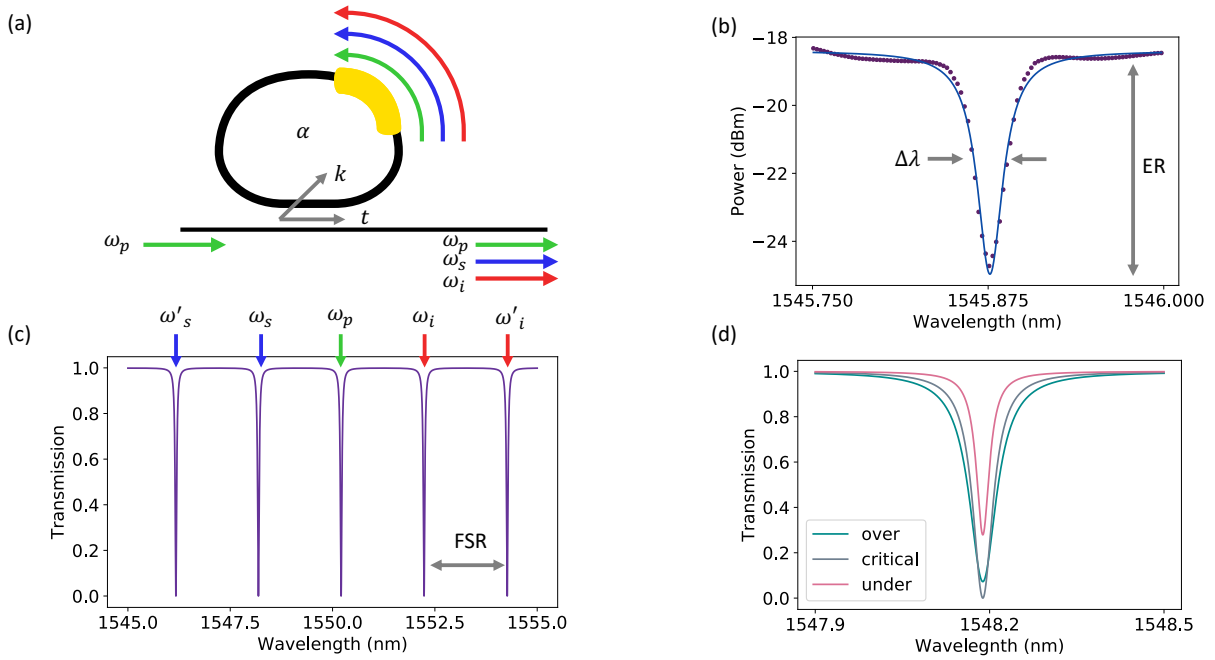 (a)
α
k
t
ω_p
ω_p
ω_s
ω_i
(b)
−18
−20
−22
−24
Power (dBm)
Δλ
ER
1545.750
1545.875
1546.000
Wavelength (nm)
(c)
ω'_s
ω_s
ω_p
ω_i
ω'_i
1.0
0.8
0.6
0.4
0.2
0.0
Transmission
FSR
1545.0
1547.5
1550.0
1552.5
1555.0
Wavelength (nm)
(d)
1.0
0.8
0.6
0.4
0.2
0.0
Transmission
over
critical
under
1547.9
1548.2
1548.5
Wavelegnth (nm)